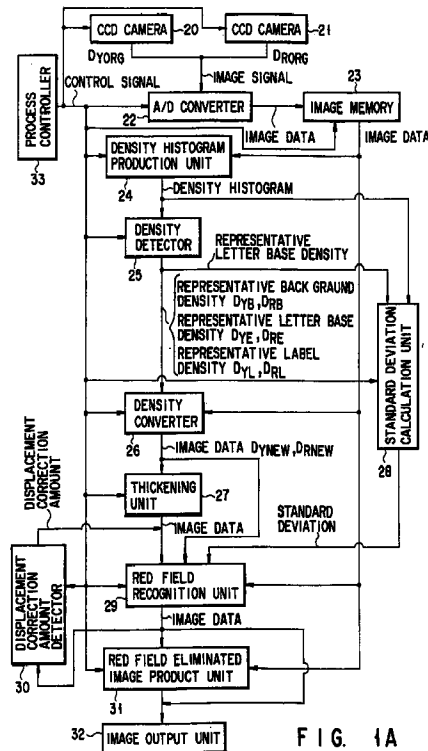 CCD CAMERA
20
CCD CAMERA
21
DYORG
DRORG
PROCESS
CONTROLLER
33
CONTROL SIGNAL
IMAGE SIGNAL
23
A/D CONVERTER
22
IMAGE MEMORY
IMAGE DATA
IMAGE DATA
DENSITY HISTOGRAM
PRODUCTION UNIT
24
DENSITY HISTOGRAM
DENSITY
DETECTOR
25
REPRESENTATIVE
LETTER BASE
DENSITY
REPRESENTATIVE BACK GROUND
DENSITY DYB, DRB
REPRESENTATIVE LETTER BASE
DENSITY DYE, DRE
REPRESENTATIVE LABEL
DENSITY DYL, DRL
STANDARD DEVIATION
CALCULATION UNIT
28
DENSITY
CONVERTER
26
IMAGE DATA DYNEW, DRNEW
DISPLACEMENT
CORRECTION
AMOUNT
THICKENING
UNIT
27
IMAGE DATA
STANDARD
DEVIATION
DISPLACEMENT
CORRECTION
AMOUNT
DETECTOR
30
RED FIELD
RECOGNITION UNIT
29
IMAGE DATA
RED FIELD ELIMINATED
IMAGE PRODUCT UNIT
31
32
IMAGE OUTPUT UNIT
FIG. 1A